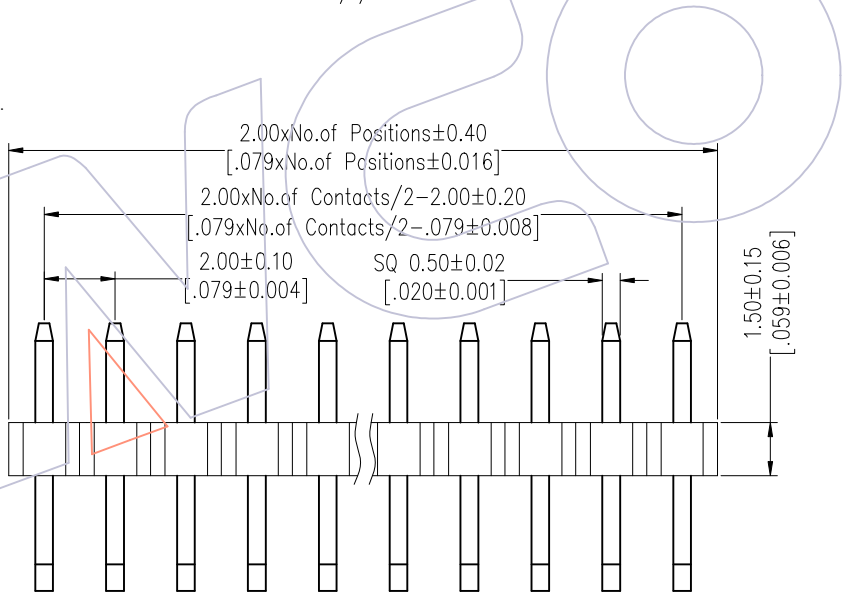 2.00xNo.of Positions±0.40
[.079xNo.of Positions±0.016]
2.00xNo.of Contacts/2-2.00±0.20
[.079xNo.of Contacts/2-.079±0.008]
2.00±0.10
[.079±0.004]
SQ 0.50±0.02
[.020±0.001]
1.50±0.15
[.059±0.006]